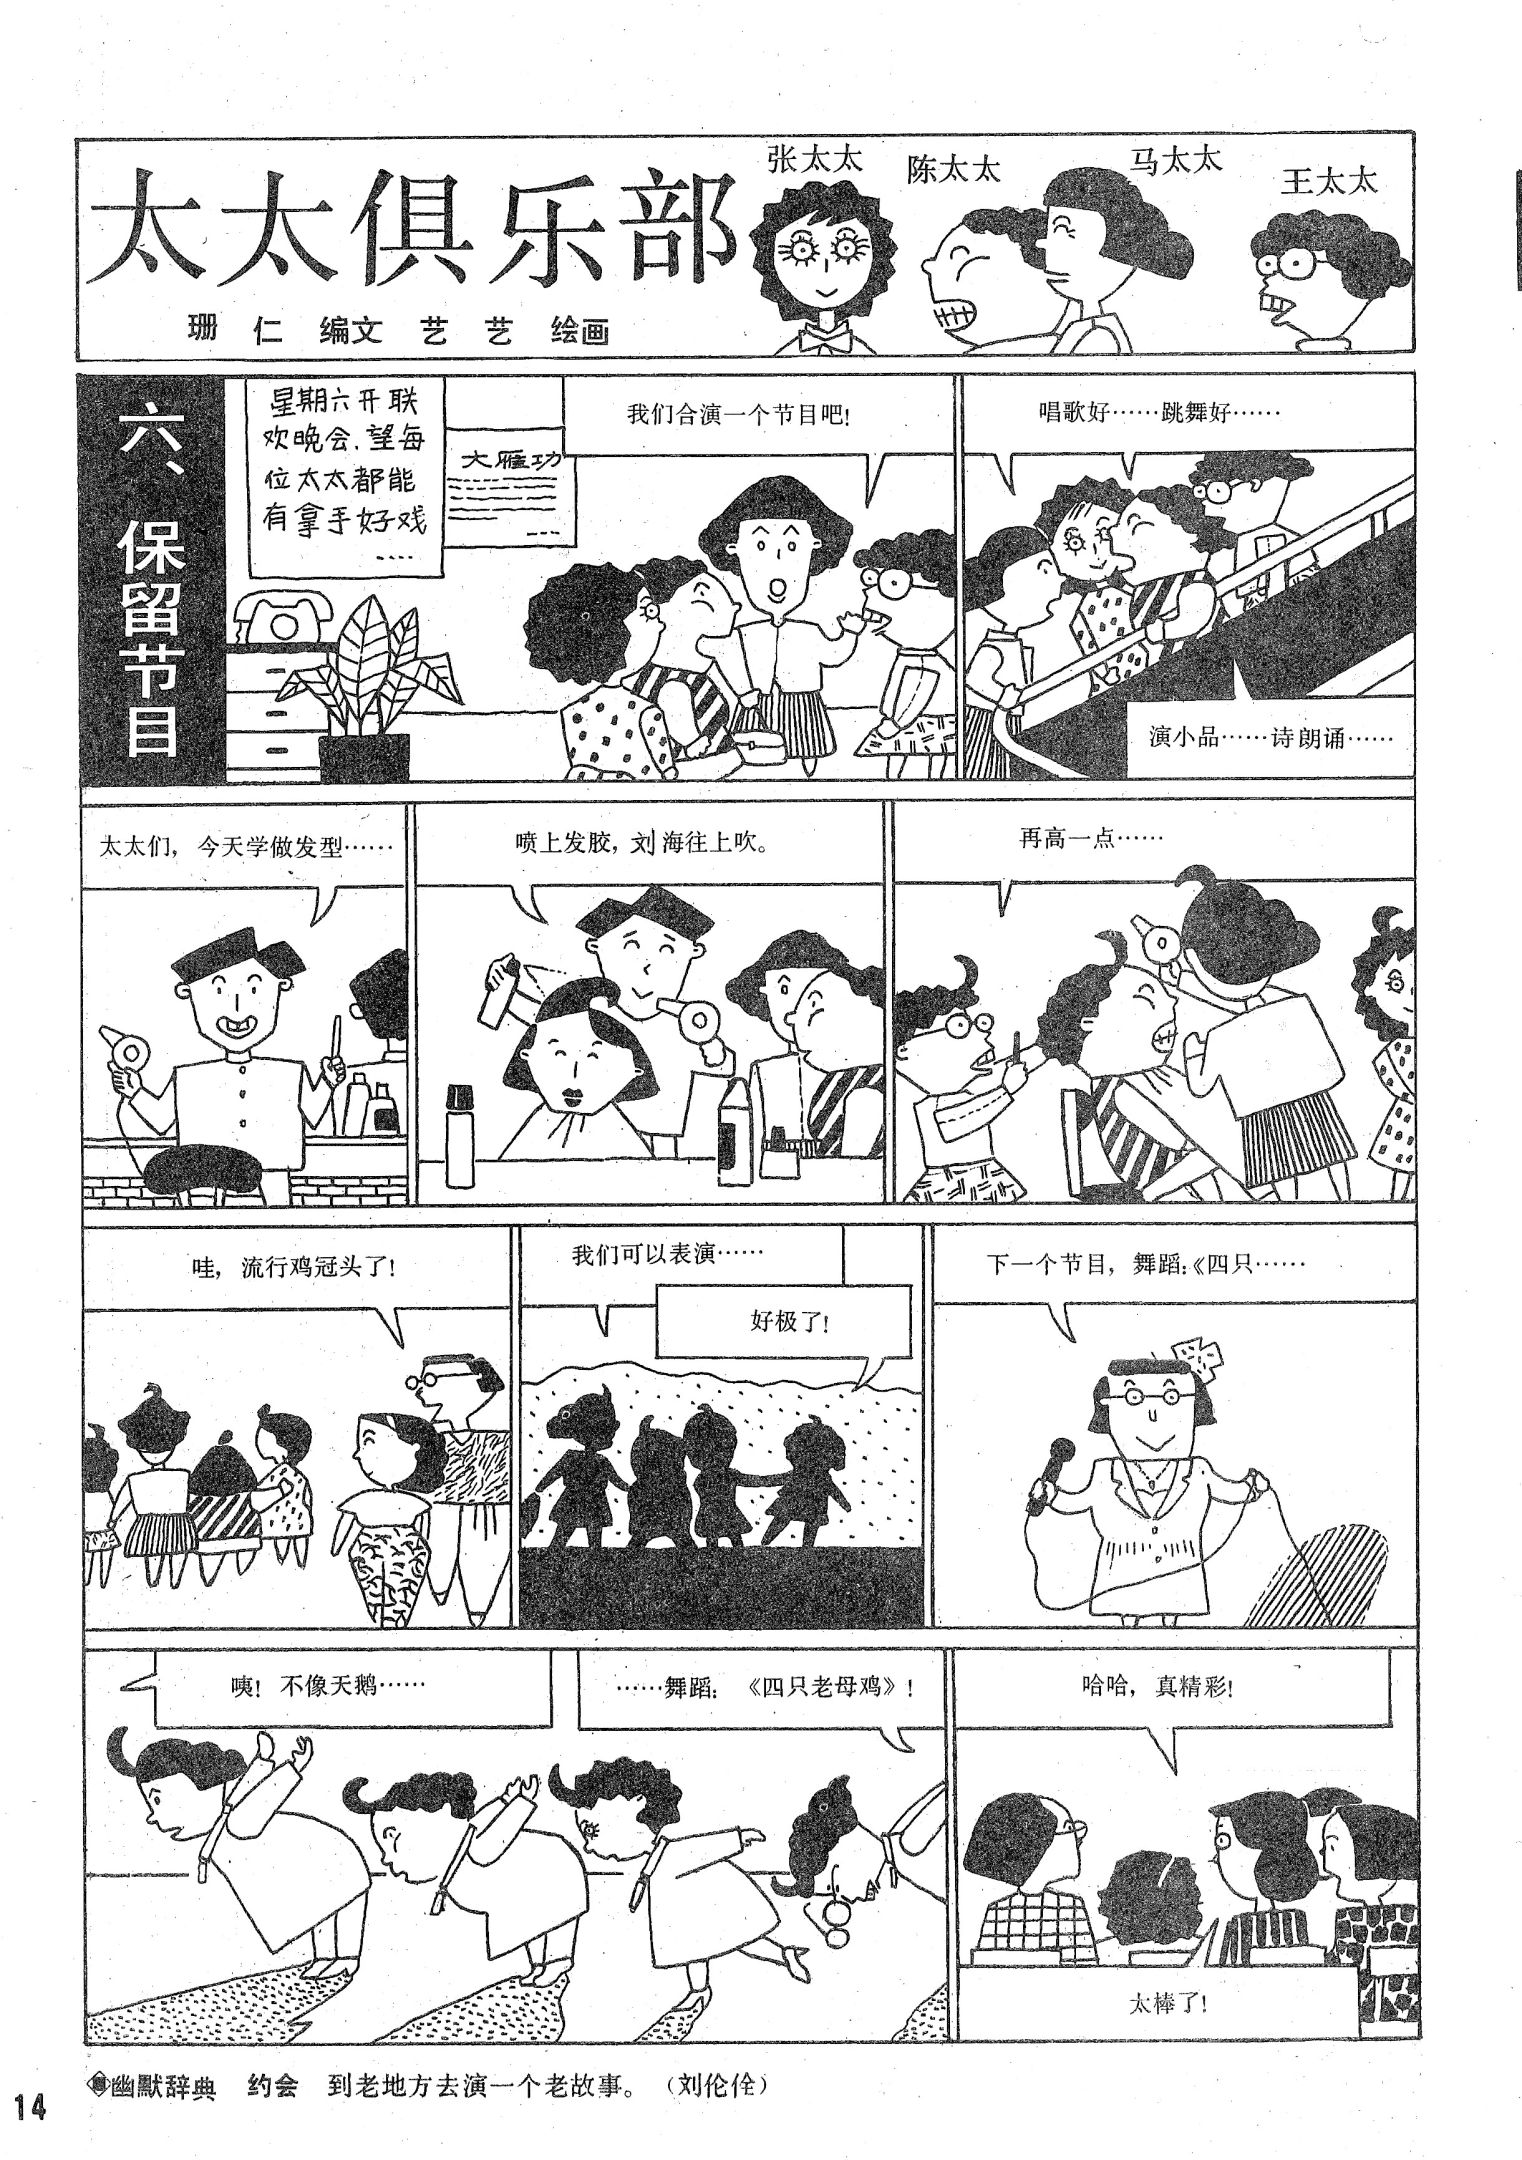 太太俱乐部
珊仁 编文 艺艺 绘画
张太太
陈太太
马太太
王太太
六、保留节目
星期六开联
欢晚会.望每
位太太都能
有拿手好戏
....
大雁功
我们合演一个节目吧!
唱歌好……跳舞好……
演小品……诗朗诵……
太太们，今天学做发型……
喷上发胶，刘海往上吹。
再高一点……
哇，流行鸡冠头了!
我们可以表演……
好极了!
下一个节目，舞蹈:《四只……
咦! 不像天鹅……
……舞蹈: 《四只老母鸡》!
哈哈，真精彩!
太棒了!
幽默辞典 约会 到老地方去演一个老故事。（刘伦佺）
14